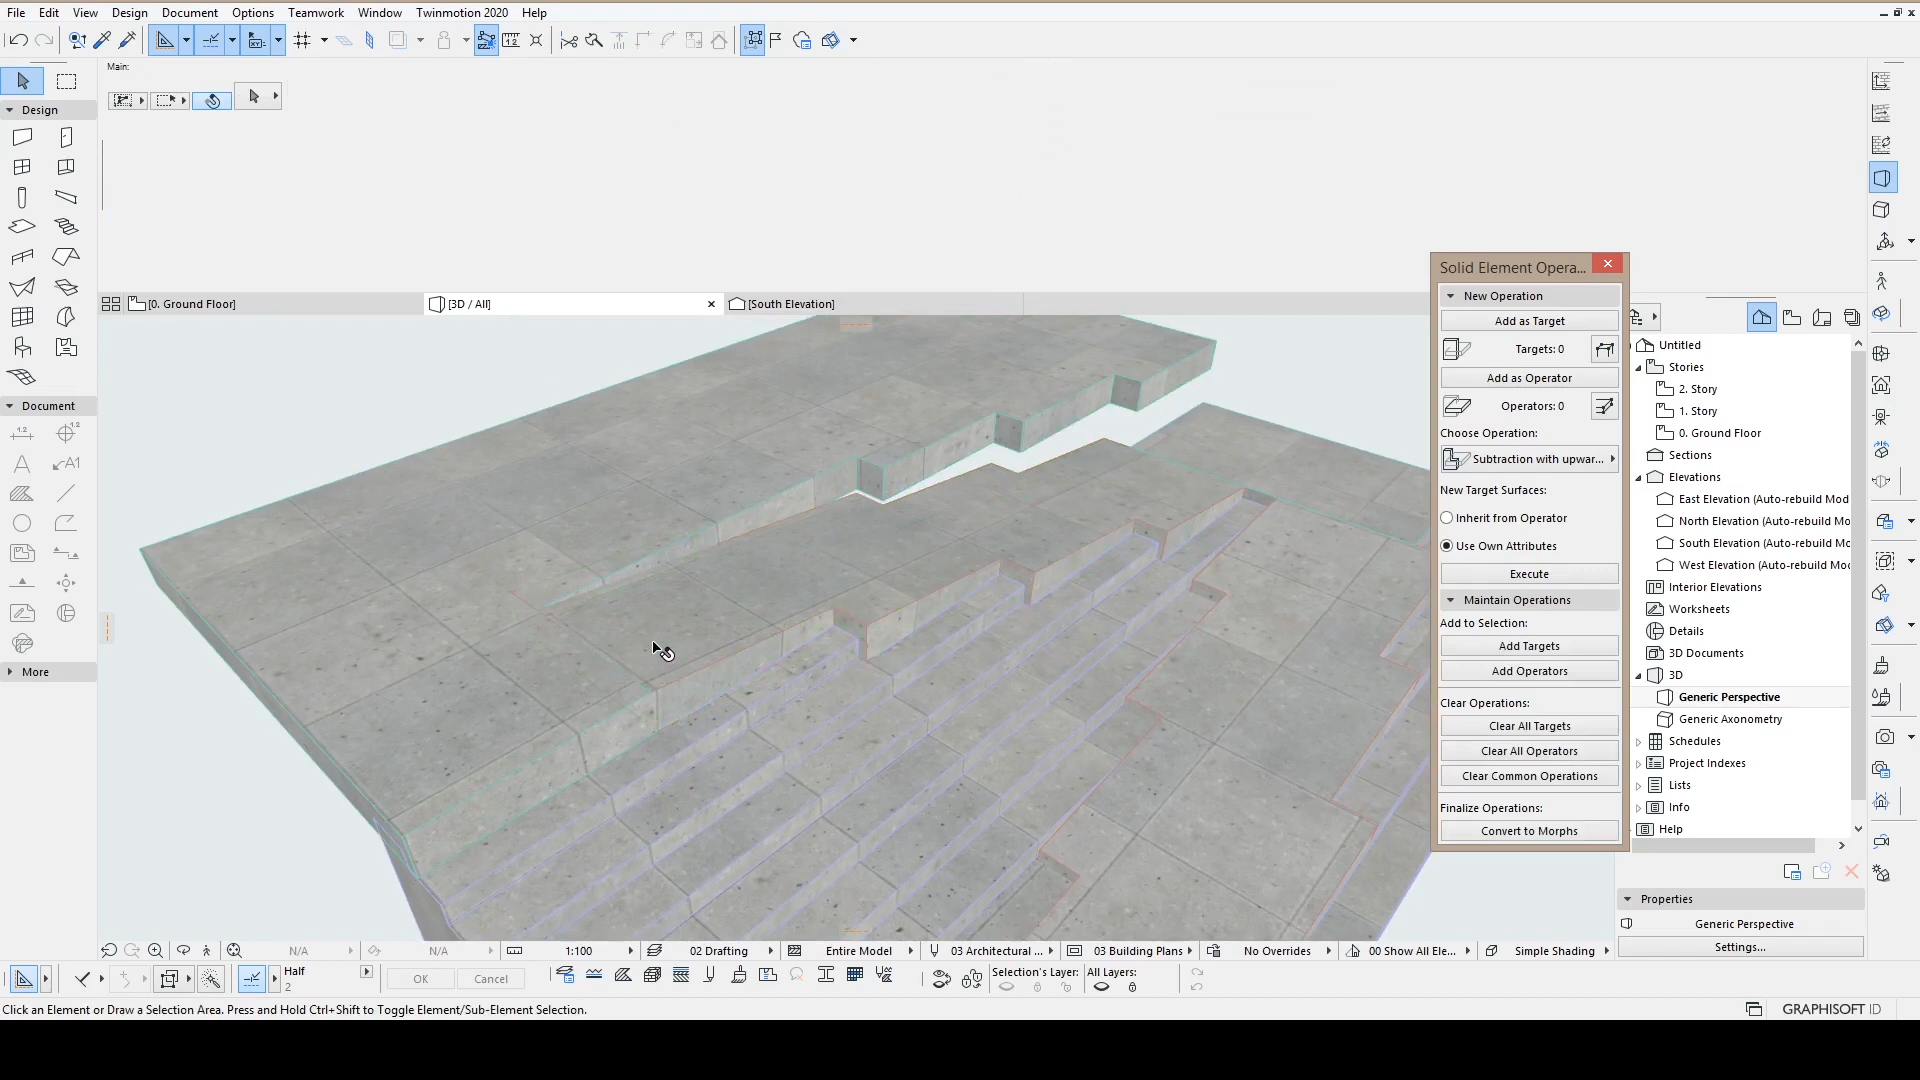 File Edit View Design Document Options Teamwork Window Twinmotion 2020 Help
Main:
Design
[0. Ground Floor]
[3D / All]
[South Elevation]
Document
More
Solid Element Opera...
New Operation
Add as Target
Targets: 0
Add as Operator
Operators: 0
Choose Operation:
Subtraction with upwar...
New Target Surfaces:
Inherit from Operator
Use Own Attributes
Execute
Maintain Operations
Add to Selection:
Add Targets
Add Operators
Clear Operations:
Clear All Targets
Clear All Operators
Clear Common Operations
Finalize Operations:
Convert to Morphs
Untitled
Stories
2. Story
1. Story
0. Ground Floor
Sections
Elevations
East Elevation (Auto-rebuild Mod
North Elevation (Auto-rebuild Mo
South Elevation (Auto-rebuild Mo
West Elevation (Auto-rebuild Mod
Interior Elevations
Worksheets
Details
3D Documents
3D
Generic Perspective
Generic Axonometry
Schedules
Project Indexes
Lists
Info
Help
Properties
Generic Perspective
Settings...
N/A N/A 1:100 02 Drafting Entire Model 03 Architectural ... 03 Building Plans No Overrides 00 Show All Ele... Simple Shading
Half
2
OK Cancel
Selection's Layer: All Layers:
Click an Element or Draw a Selection Area. Press and Hold Ctrl+Shift to Toggle Element/Sub-Element Selection.
GRAPHISOFT ID